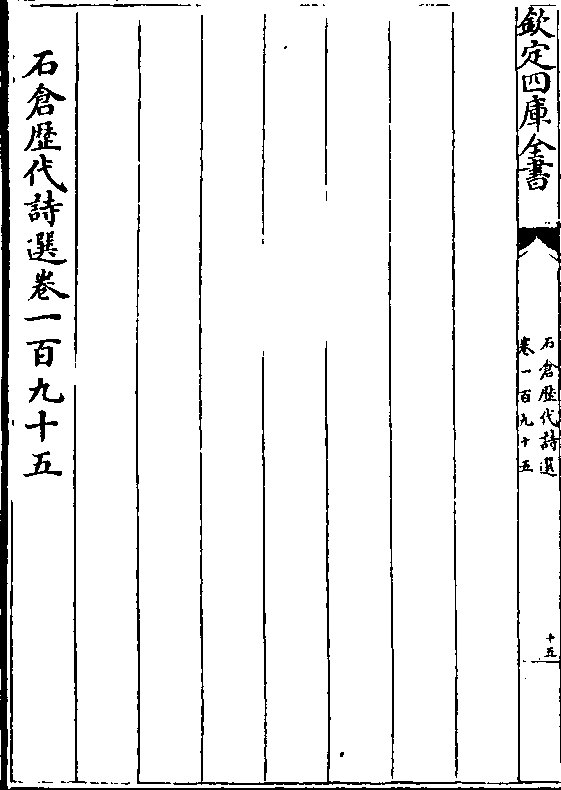 欽定四庫全書
石倉歴代詩選
卷一百九十五
十五
石倉歴代詩選卷一百九十五